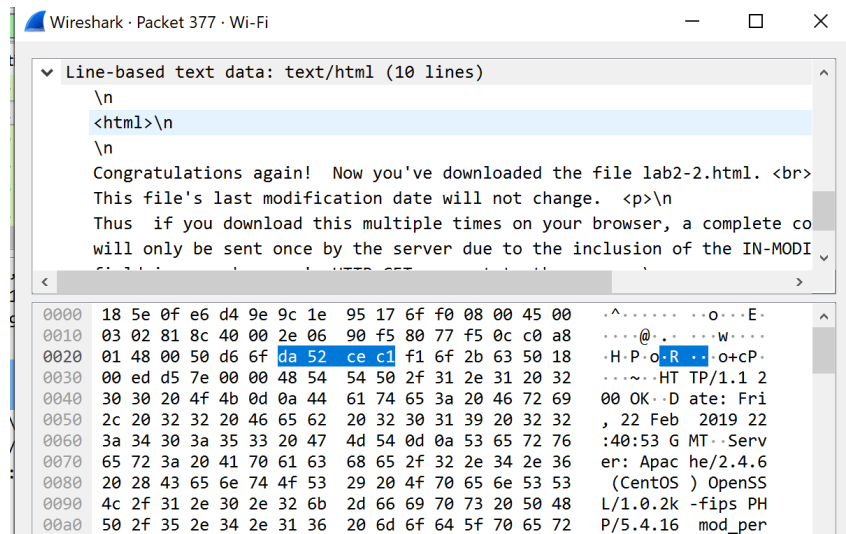 Wireshark · Packet 377 · Wi-Fi
Line-based text data: text/html (10 lines)
\n
<html>\n
\n
Congratulations again!  Now you've downloaded the file lab2-2.html. <br>
This file's last modification date will not change.  <p>\n
Thus  if you download this multiple times on your browser, a complete co
will only be sent once by the server due to the inclusion of the IN-MODI
0000 18 5e 0f e6 d4 9e 9c 1e 95 17 6f f0 08 00 45 00 ·^······ ··o···E·
0010 03 02 81 8c 40 00 2e 06 90 f5 80 77 f5 0c c0 a8 ····@·.· ···w····
0020 01 48 00 50 d6 6f da 52 ce c1 f1 6f 2b 63 50 18 ·H·P·o·R ···o+cP·
0030 00 ed d5 7e 00 00 48 54 54 50 2f 31 2e 31 20 32 ···~··HT TP/1.1 2
0040 30 30 20 4f 4b 0d 0a 44 61 74 65 3a 20 46 72 69 00 OK··D ate: Fri
0050 2c 20 32 32 20 46 65 62 20 32 30 31 39 20 32 32 , 22 Feb  2019 22
0060 3a 34 30 3a 35 33 20 47 4d 54 0d 0a 53 65 72 76 :40:53 G MT··Serv
0070 65 72 3a 20 41 70 61 63 68 65 2f 32 2e 34 2e 36 er: Apac he/2.4.6
0080 20 28 43 65 6e 74 4f 53 29 20 4f 70 65 6e 53 53 (CentOS ) OpenSS
0090 4c 2f 31 2e 30 2e 32 6b 2d 66 69 70 73 20 50 48 L/1.0.2k -fips PH
00a0 50 2f 35 2e 34 2e 31 36 20 6d 6f 64 5f 70 65 72 P/5.4.16  mod_per